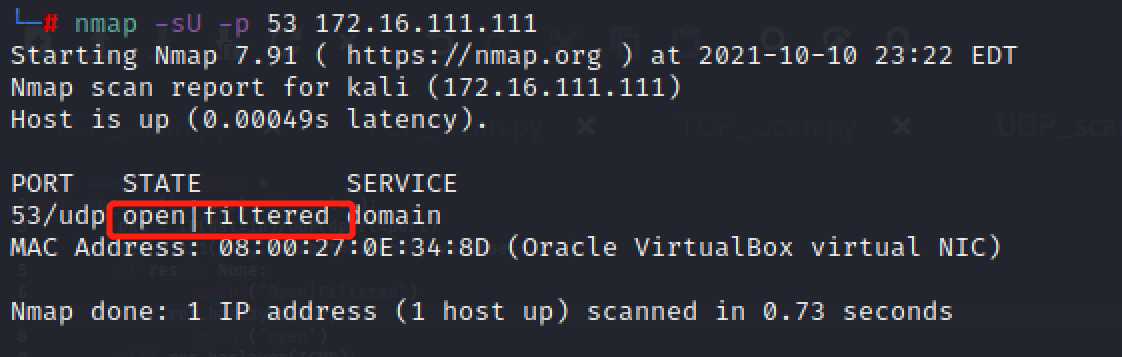 └─# nmap -sU -p 53 172.16.111.111
Starting Nmap 7.91 ( https://nmap.org ) at 2021-10-10 23:22 EDT
Nmap scan report for kali (172.16.111.111)
Host is up (0.00049s latency).
PORT STATE SERVICE
53/udp open|filtered domain
MAC Address: 08:00:27:0E:34:8D (Oracle VirtualBox virtual NIC)
Nmap done: 1 IP address (1 host up) scanned in 0.73 seconds